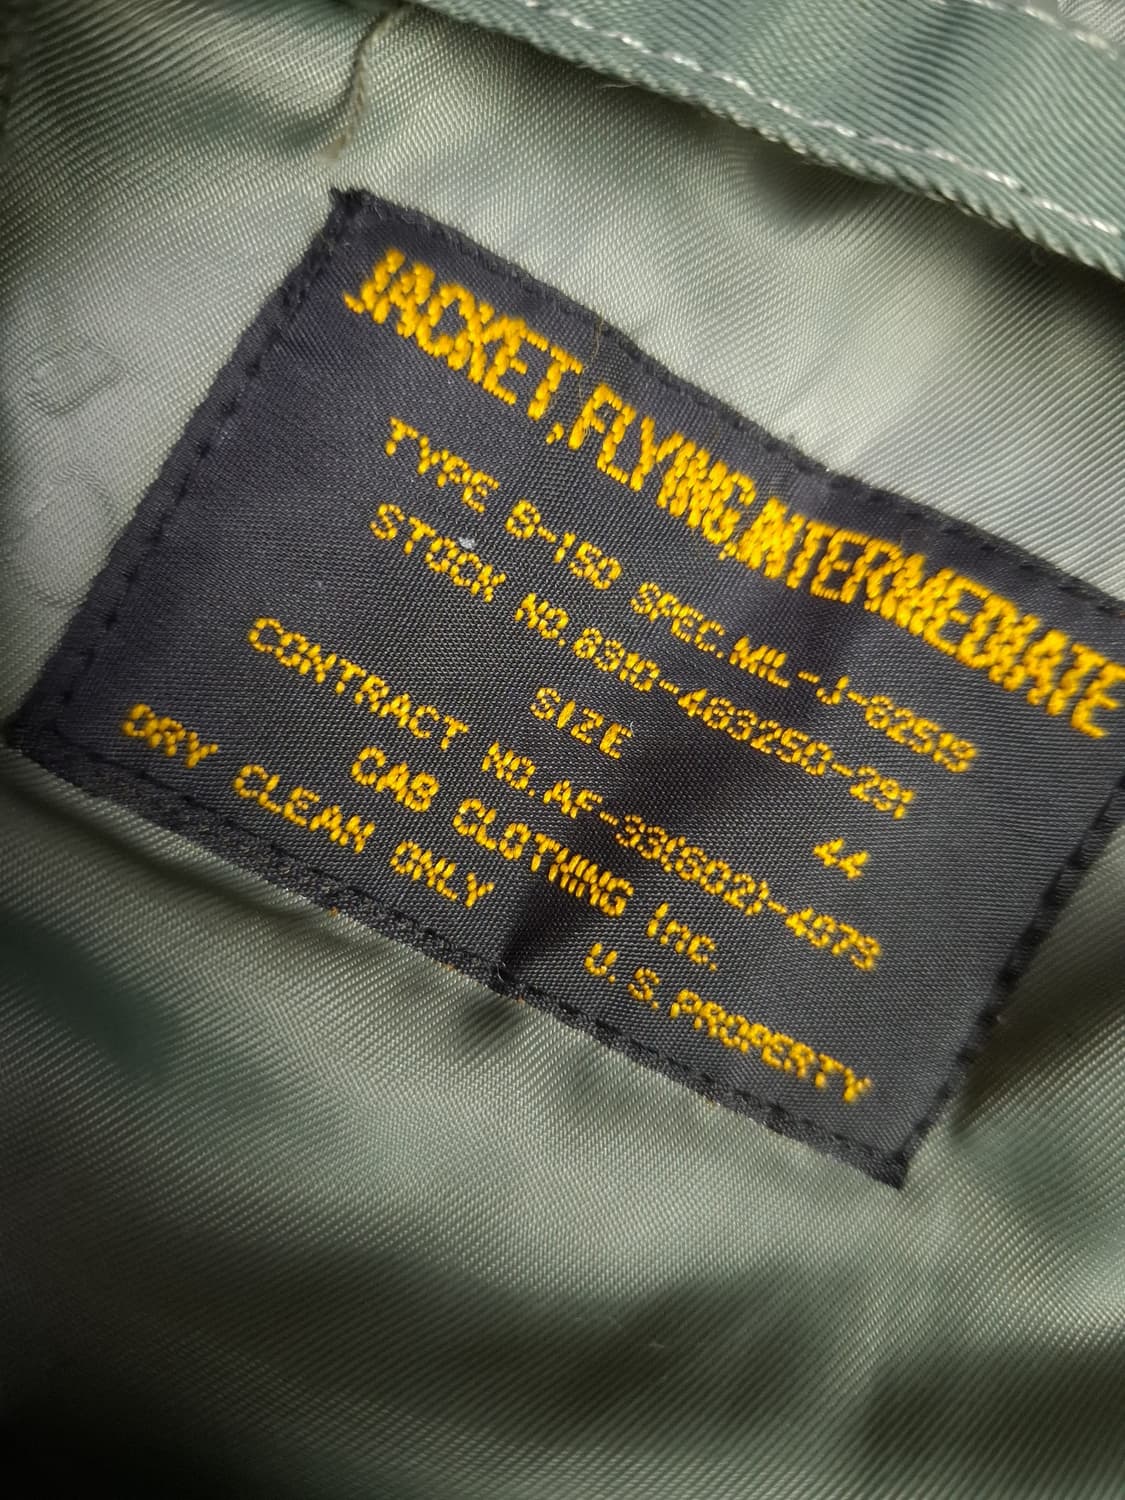 JACKET,FLYING,INTERMEDIATE
TYPE B-15D SPEC.MIL-J-6251B
STOCK NO.8310-463250-291
SIZE 44
CONTRACT NO.AF-33(602)-4973
CAB CLOTHING Inc.
DRY CLEAN ONLY U.S.PROPERTY